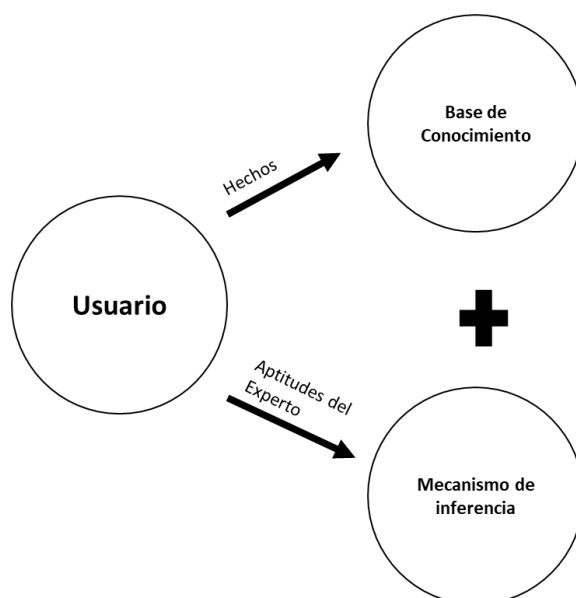 Base de
Conocimiento
Hechos
Usuario
Aptitudes del
Experto
Mecanismo de
inferencia